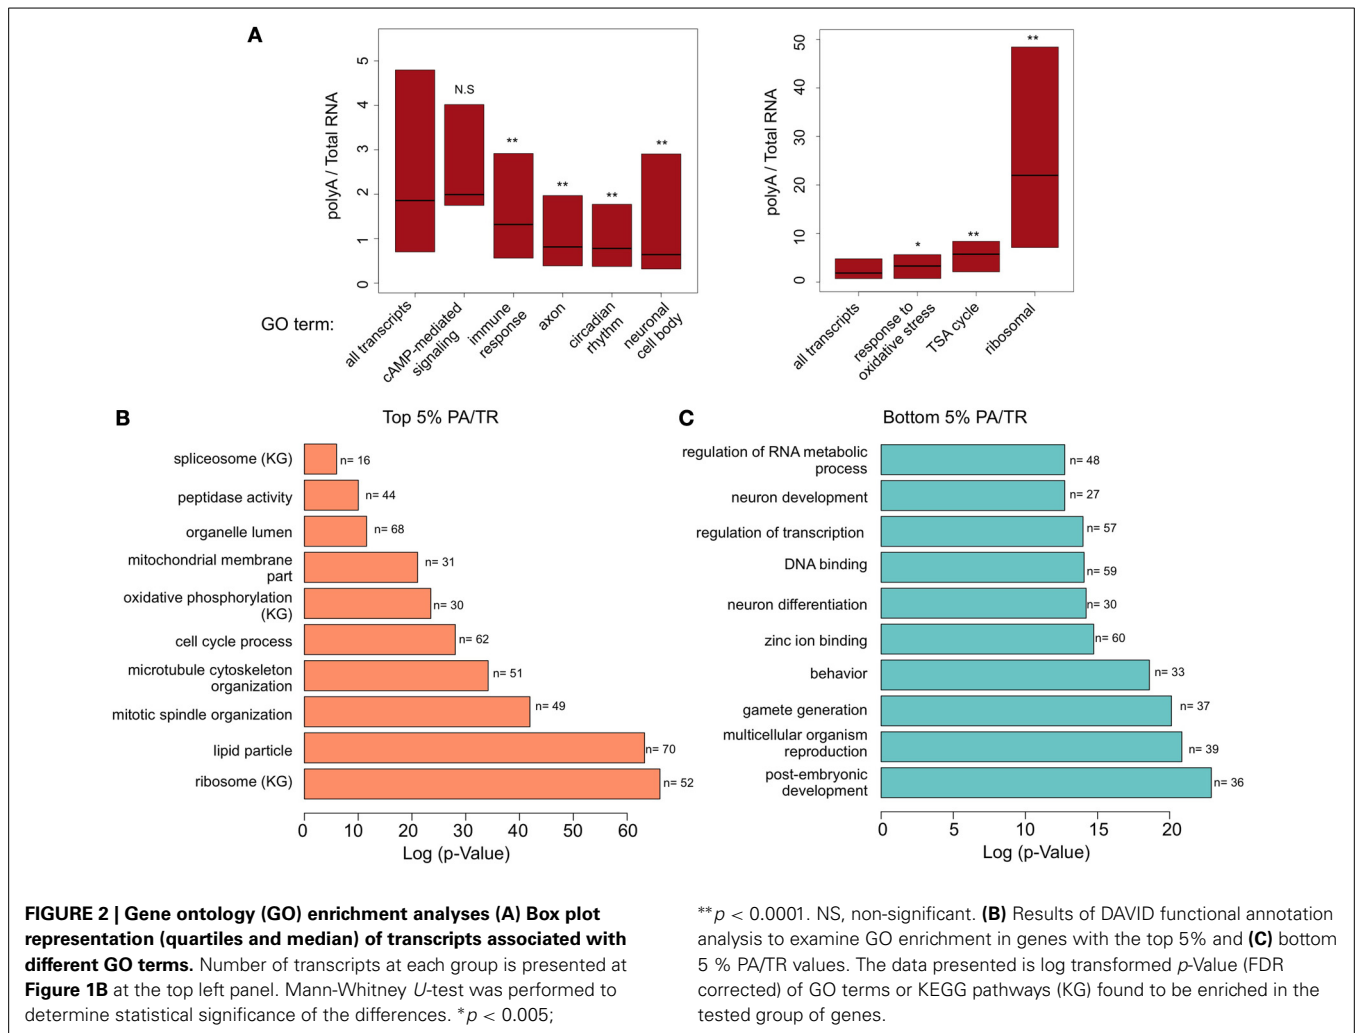 A
polyA / Total RNA
5
4
3
2
1
0
N.S
**
**
**
**
GO term:
all transcripts
cAMP-mediated
signaling
immune
response
axon
circadian
rhythm
neuronal
cell body
polyA / Total RNA
50
40
30
20
10
0
*
**
**
all transcripts
response to
oxidative stress
TSA cycle
ribosomal
B
Top 5% PA/TR
spliceosome (KG)
n= 16
peptidase activity
n= 44
organelle lumen
n= 68
mitochondrial membrane
part
n= 31
oxidative phosphorylation
(KG)
n= 30
cell cycle process
n= 62
microtubule cytoskeleton
organization
n= 51
mitotic spindle organization
n= 49
lipid particle
n= 70
ribosome (KG)
n= 52
0 10 20 30 40 50 60
Log (p-Value)
C
Bottom 5% PA/TR
regulation of RNA metabolic
process
n= 48
neuron development
n= 27
regulation of transcription
n= 57
DNA binding
n= 59
neuron differentiation
n= 30
zinc ion binding
n= 60
behavior
n= 33
gamete generation
n= 37
multicellular organism
reproduction
n= 39
post-embryonic
development
n= 36
0 5 10 15 20
Log (p-Value)
FIGURE 2 | Gene ontology (GO) enrichment analyses (A) Box plot
representation (quartiles and median) of transcripts associated with
different GO terms. Number of transcripts at each group is presented at
Figure 1B at the top left panel. Mann-Whitney U-test was performed to
determine statistical significance of the differences. *p < 0.005;
**p < 0.0001. NS, non-significant. (B) Results of DAVID functional annotation
analysis to examine GO enrichment in genes with the top 5% and (C) bottom
5 % PA/TR values. The data presented is log transformed p-Value (FDR
corrected) of GO terms or KEGG pathways (KG) found to be enriched in the
tested group of genes.